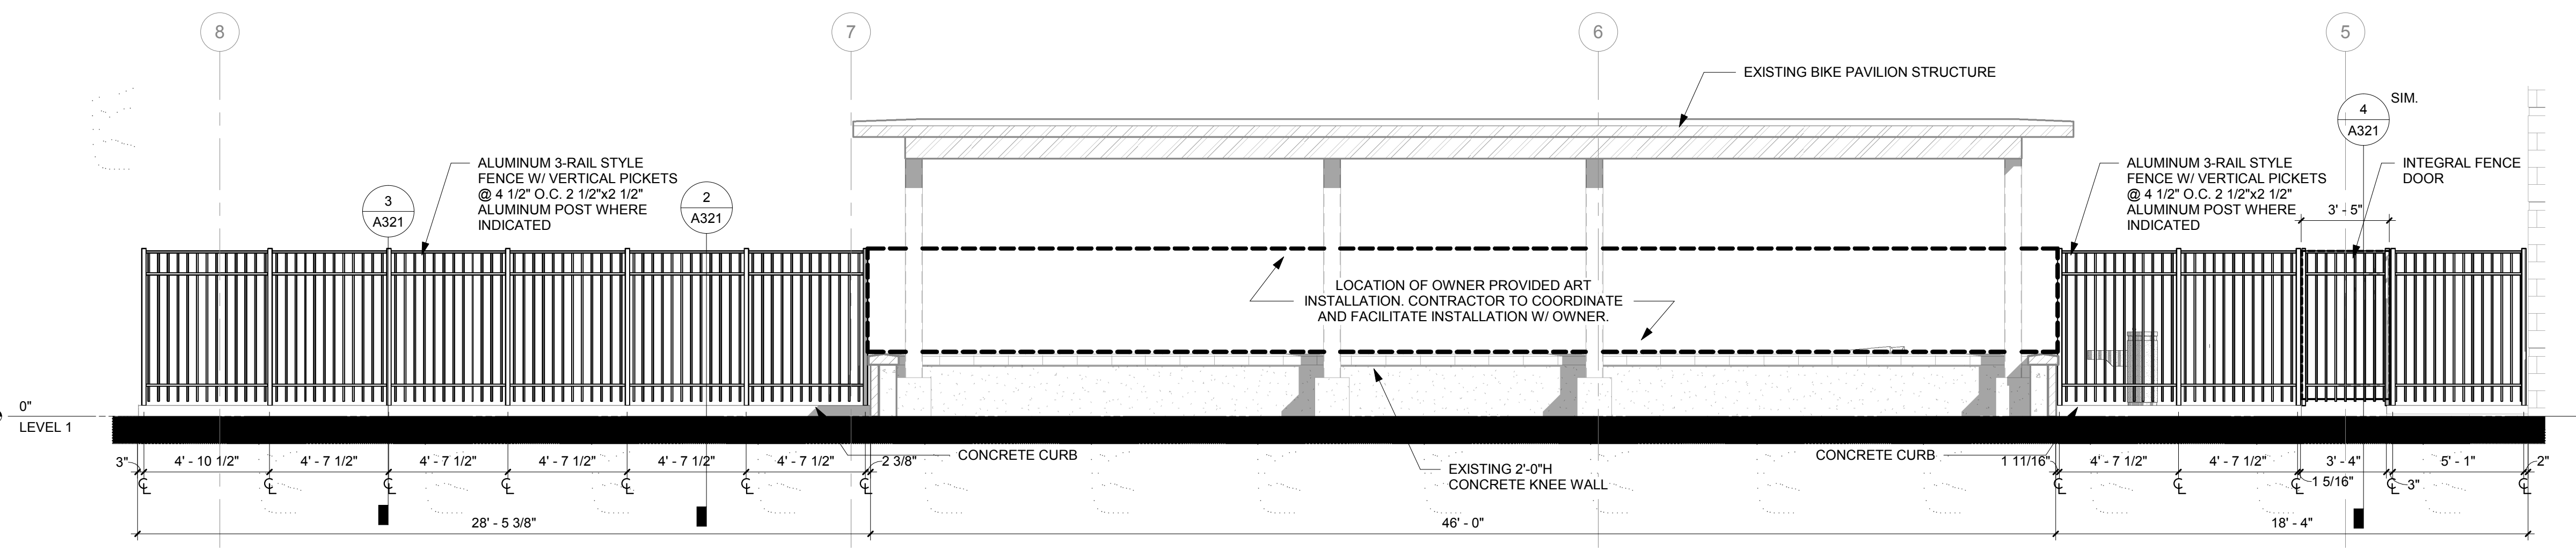 8
7
6
5
EXISTING BIKE PAVILION STRUCTURE
4
A321
SIM.
ALUMINUM 3-RAIL STYLE
FENCE W/ VERTICAL PICKETS
@ 4 1/2" O.C. 2 1/2"x2 1/2"
ALUMINUM POST WHERE
INDICATED
3
A321
2
A321
ALUMINUM 3-RAIL STYLE
FENCE W/ VERTICAL PICKETS
@ 4 1/2" O.C. 2 1/2"x2 1/2"
ALUMINUM POST WHERE
INDICATED
INTEGRAL FENCE
DOOR
3' - 5"
LOCATION OF OWNER PROVIDED ART
INSTALLATION. CONTRACTOR TO COORDINATE
AND FACILITATE INSTALLATION W/ OWNER.
0"
LEVEL 1
CONCRETE CURB
CONCRETE CURB
EXISTING 2'-0"H
CONCRETE KNEE WALL
3" 4' - 10 1/2" 4' - 7 1/2" 4' - 7 1/2" 4' - 7 1/2" 4' - 7 1/2" 4' - 7 1/2" 2 3/8"
1 11/16" 4' - 7 1/2" 4' - 7 1/2" 3' - 4" 5' - 1" 2"
1 5/16" 3"
28' - 5 3/8" 46' - 0" 18' - 4"